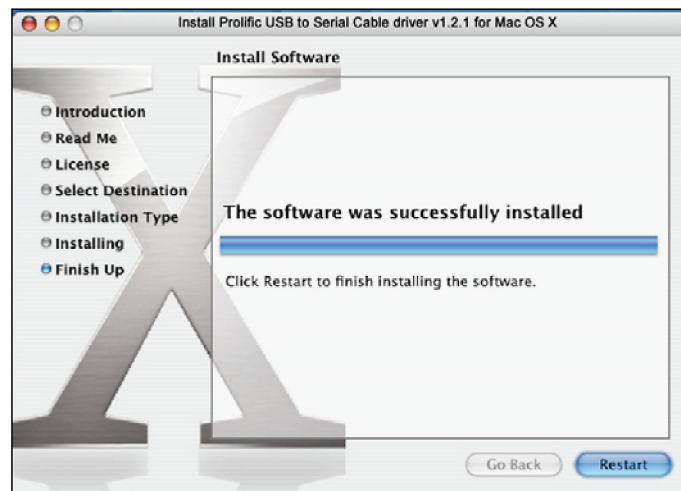 Install Prolific USB to Serial Cable driver v1.2.1 for Mac OS X
Install Software
Introduction
Read Me
License
Select Destination
Installation Type
Installing
Finish Up
The software was successfully installed
Click Restart to finish installing the software.
Go Back
Restart